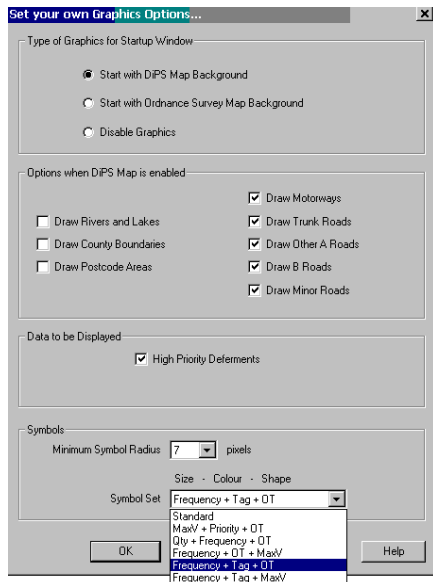 Set your own Graphics Options...
Type of Graphics for Startup Window
Start with DiPS Map Background
Start with Ordnance Survey Map Background
Disable Graphics
Options when DiPS Map is enabled
Draw Motorways
Draw Rivers and Lakes Draw Trunk Roads
Draw County Boundaries Draw Other A Roads
Draw Postcode Areas Draw B Roads
Draw Minor Roads
Data to be Displayed
High Priority Deferments
Symbols
Minimum Symbol Radius 7 pixels
Size - Colour - Shape
Symbol Set Frequency + Tag + OT
Standard
MaxV + Priority + OT
Qty + Frequency + OT
OK Frequency + OT + MaxV Help
Frequency + Tag + OT
Frequency + Tag + MaxV